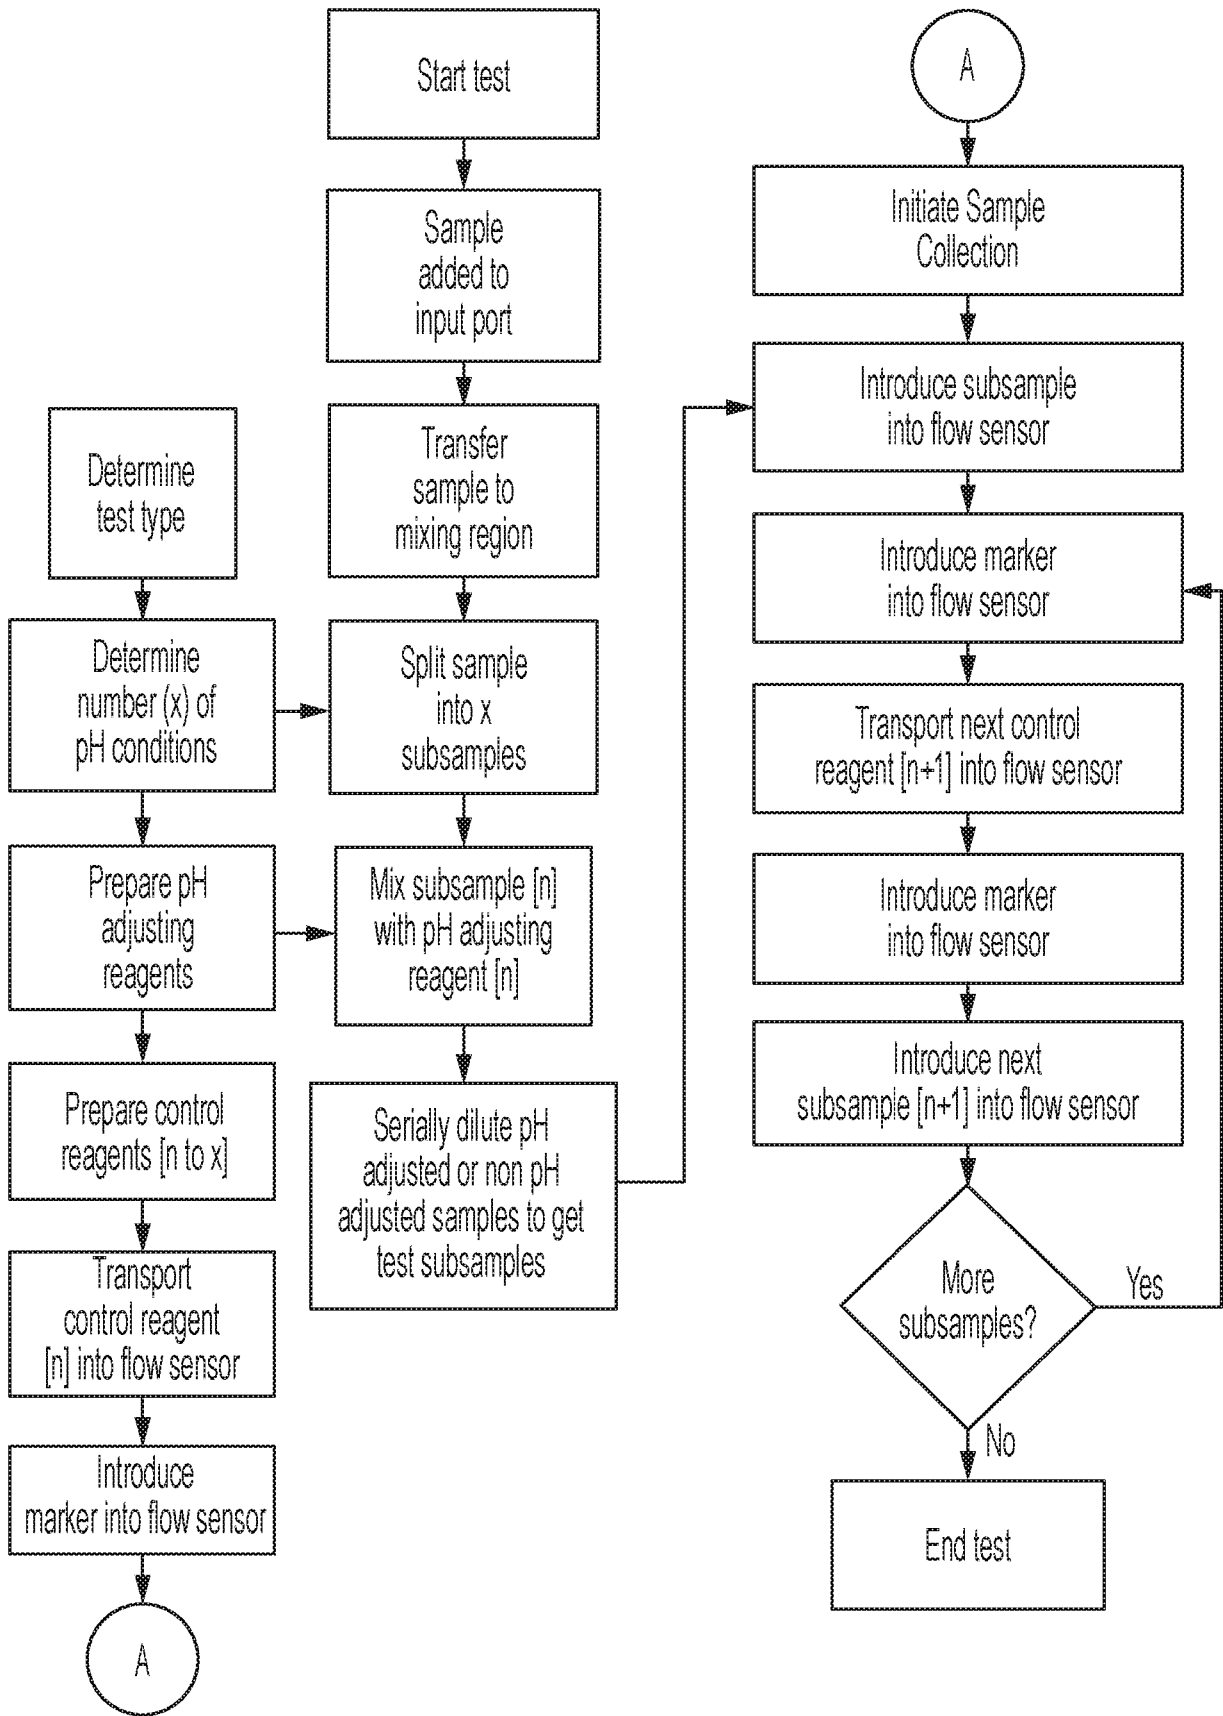 Start test
Sample
added to
input port
Transfer
sample to
mixing region
Split sample
into x
subsamples
Mix subsample [n]
with pH adjusting
reagent [n]
Serially dilute pH
adjusted or non pH
adjusted samples to get
test subsamples
Determine
test type
Determine
number (x) of
pH conditions
Prepare pH
adjusting
reagents
Prepare control
reagents [n to x]
Transport
control reagent
[n] into flow sensor
Introduce
marker into flow sensor
A
A
Initiate Sample
Collection
Introduce subsample
into flow sensor
Introduce marker
into flow sensor
Transport next control
reagent [n+1] into flow sensor
Introduce marker
into flow sensor
Introduce next
subsample [n+1] into flow sensor
More
subsamples?
Yes
No
End test